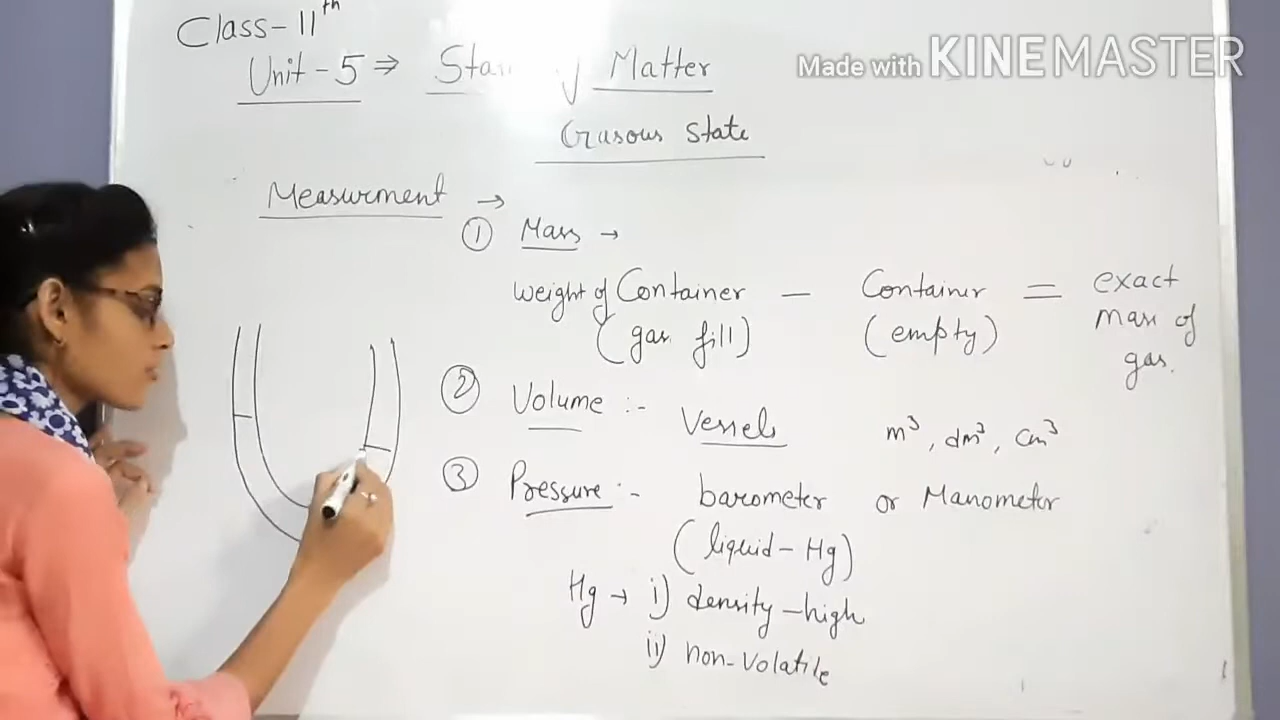 Class-11th
Unit-5 ⇒ Sta y Matter
Made with KINEMASTER
Gasous State
Measurment →
① Mass →
weight of Container — Container = exact
(gas fill) (empty) mass of
gas.
② Volume :- Vessels m³, dm³, cm³
③ Pressure :- barometer or Manometer
(liquid-Hg)
Hg → i) density-high
ii) non-volatile